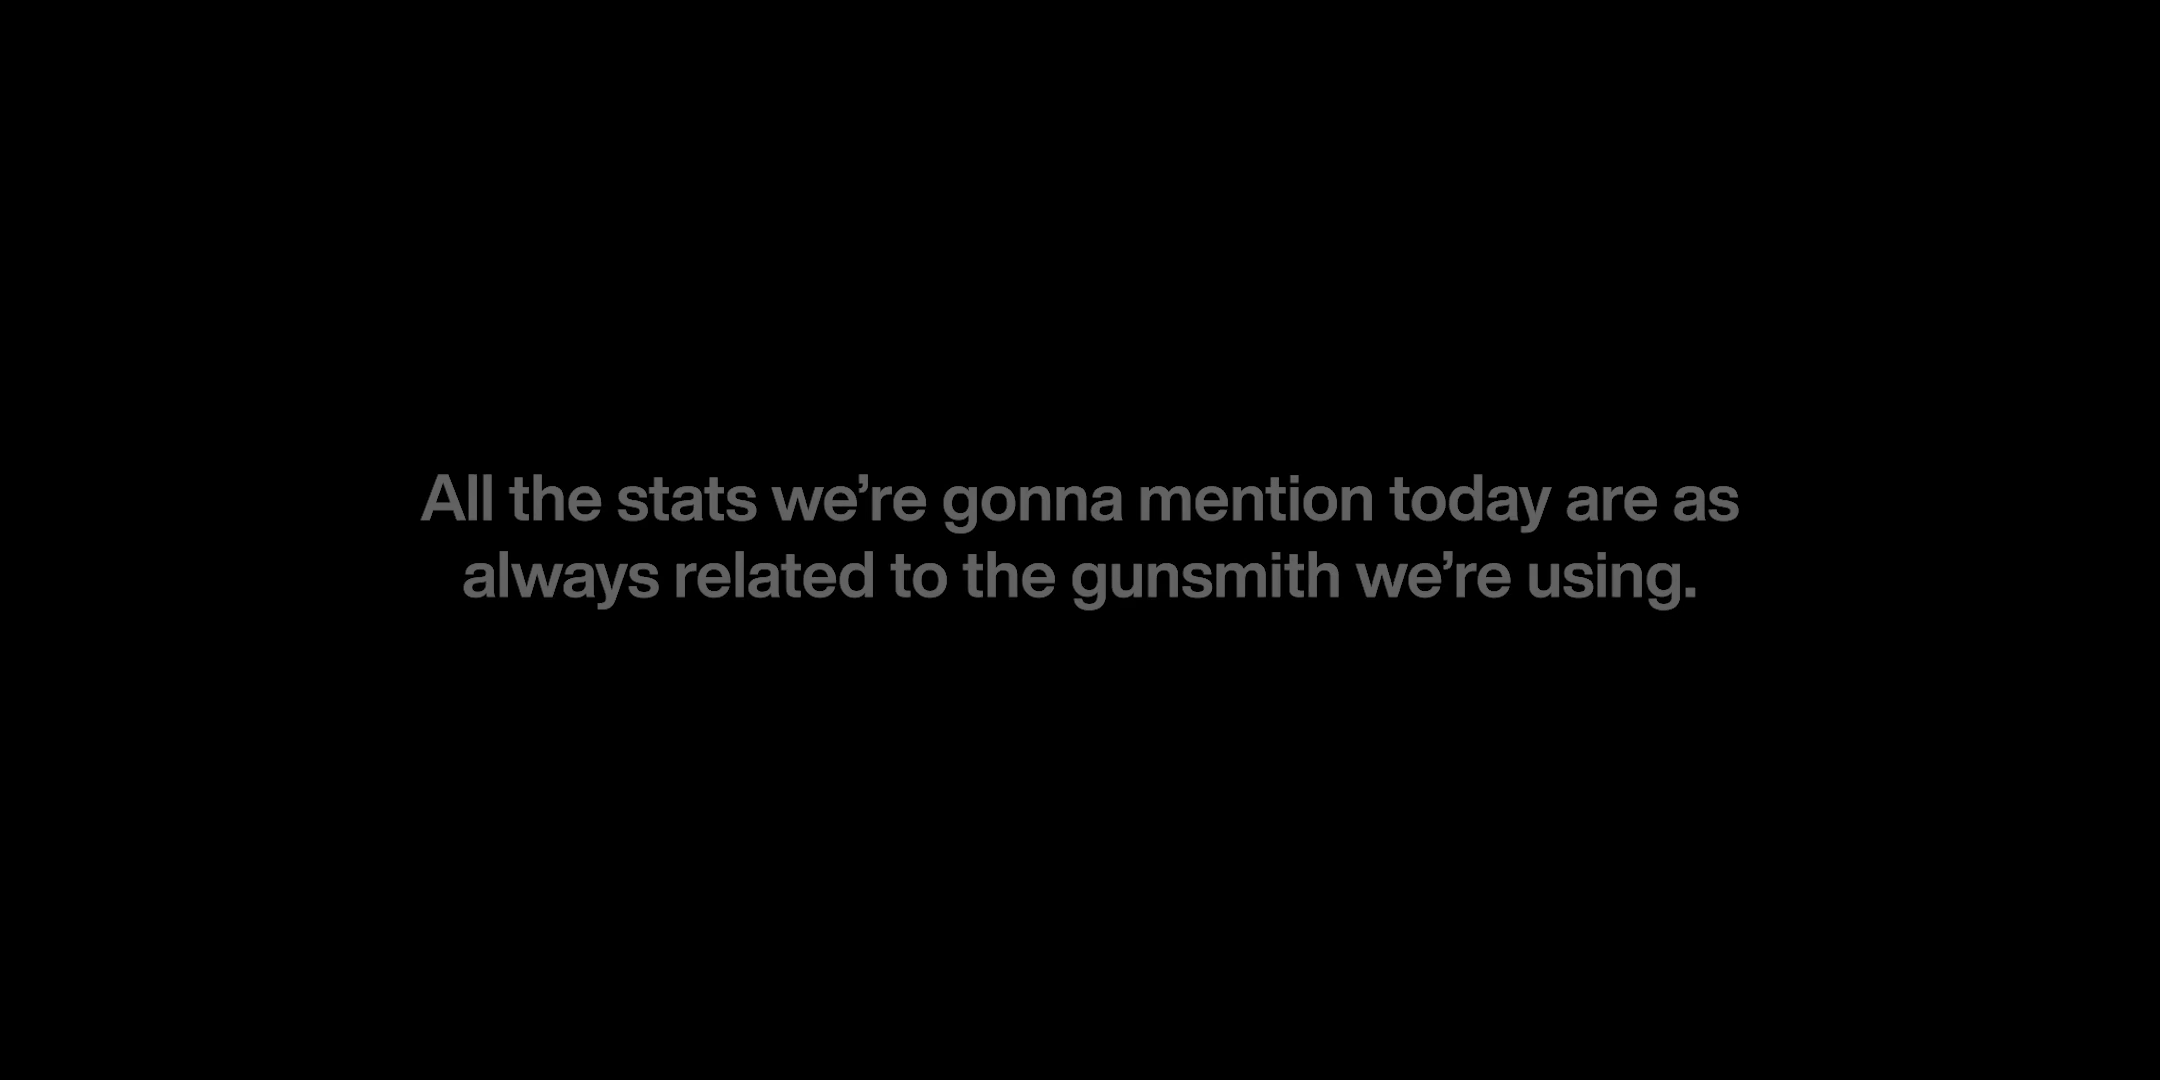 All the stats we’re gonna mention today are as
always related to the gunsmith we’re using.